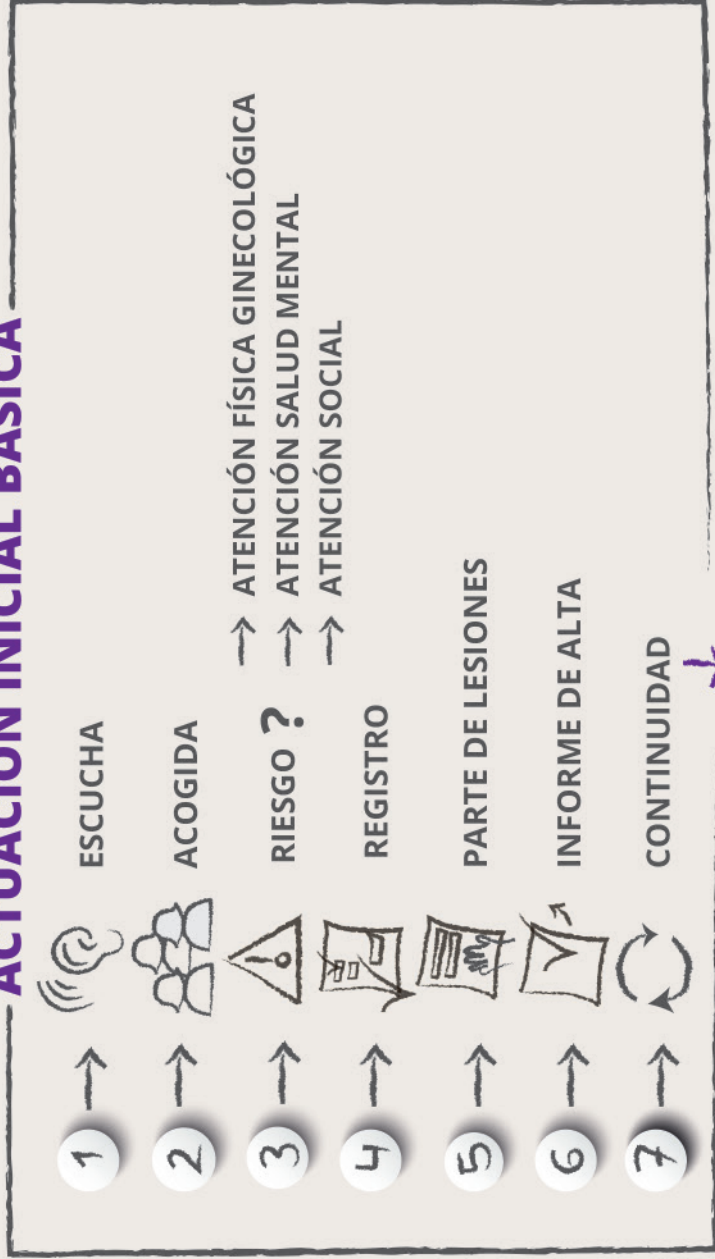 ACTUACIÓN INICIAL BÁSICA
1 ESCUCHA
2 ACOGIDA
3 RIESGO ?
ATENCIÓN FÍSICA GINECOLÓGICA
ATENCIÓN SALUD MENTAL
ATENCIÓN SOCIAL
4 REGISTRO
5 PARTE DE LESIONES
6 INFORME DE ALTA
7 CONTINUIDAD